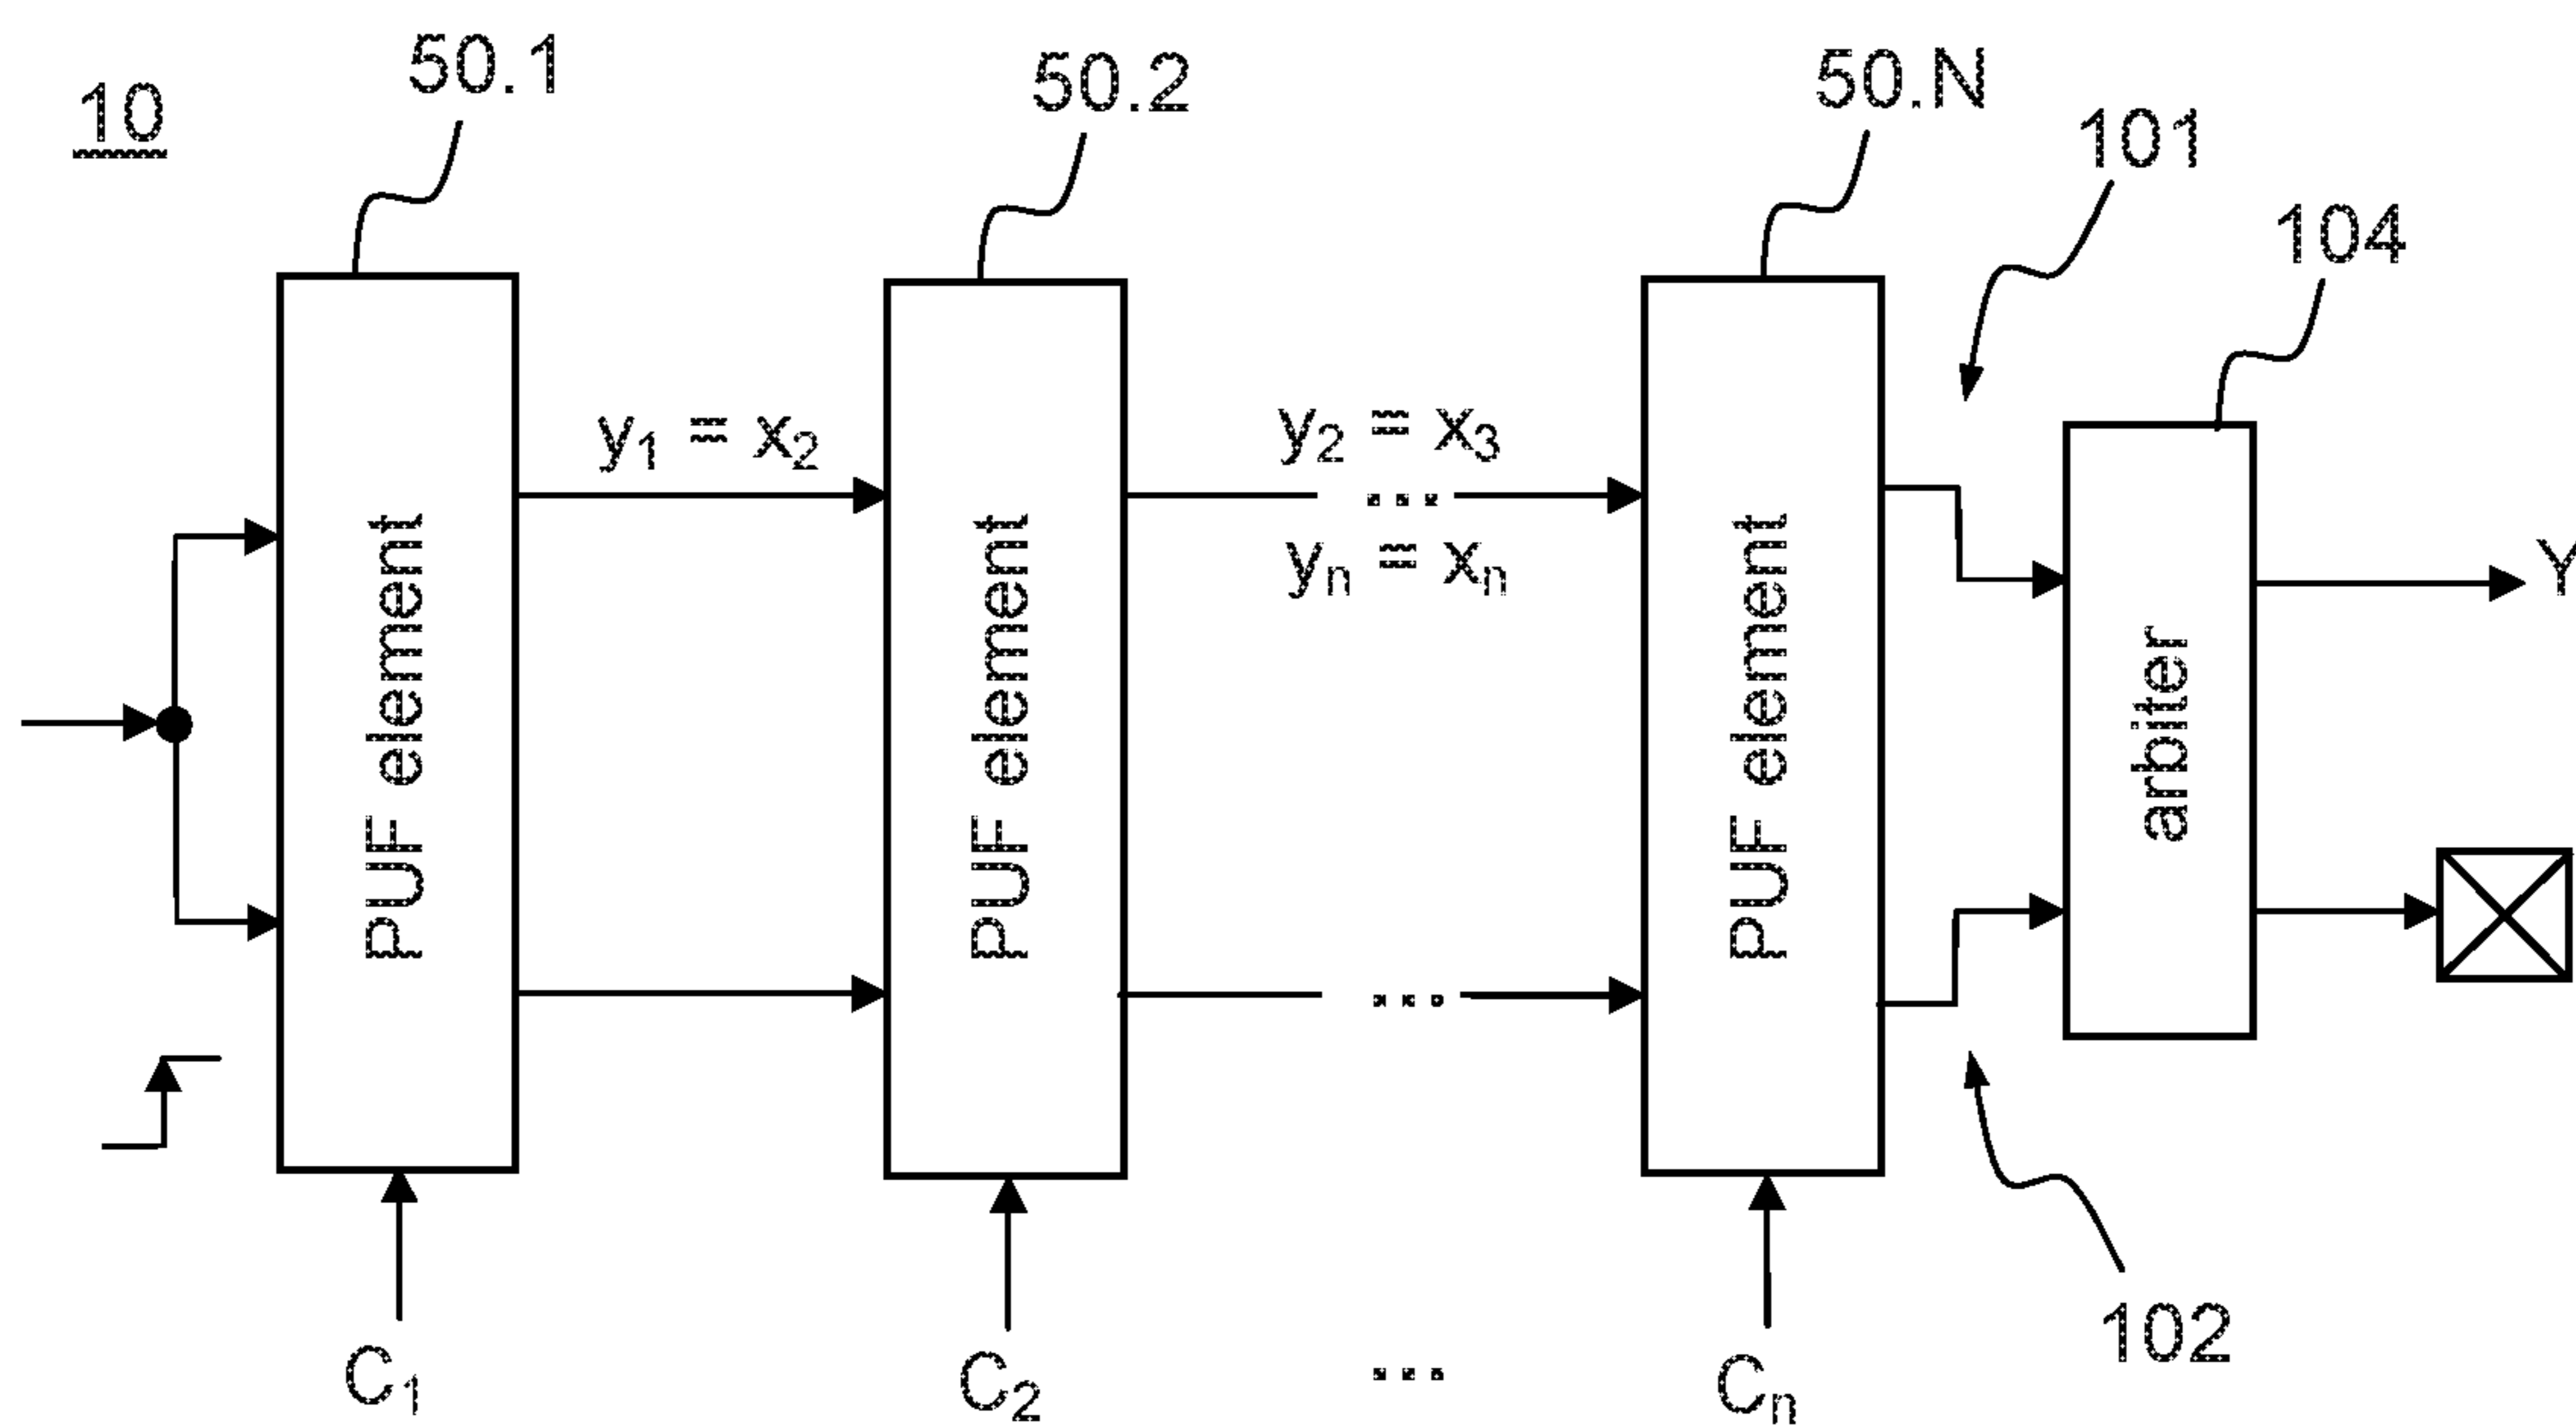 10
50.1
50.2
50.N
101
104
y₁ = x₂
y₂ = x₃
...
yₙ = xₙ
PUF element
PUF element
PUF element
arbiter
Y
...
102
C₁
C₂
...
Cₙ